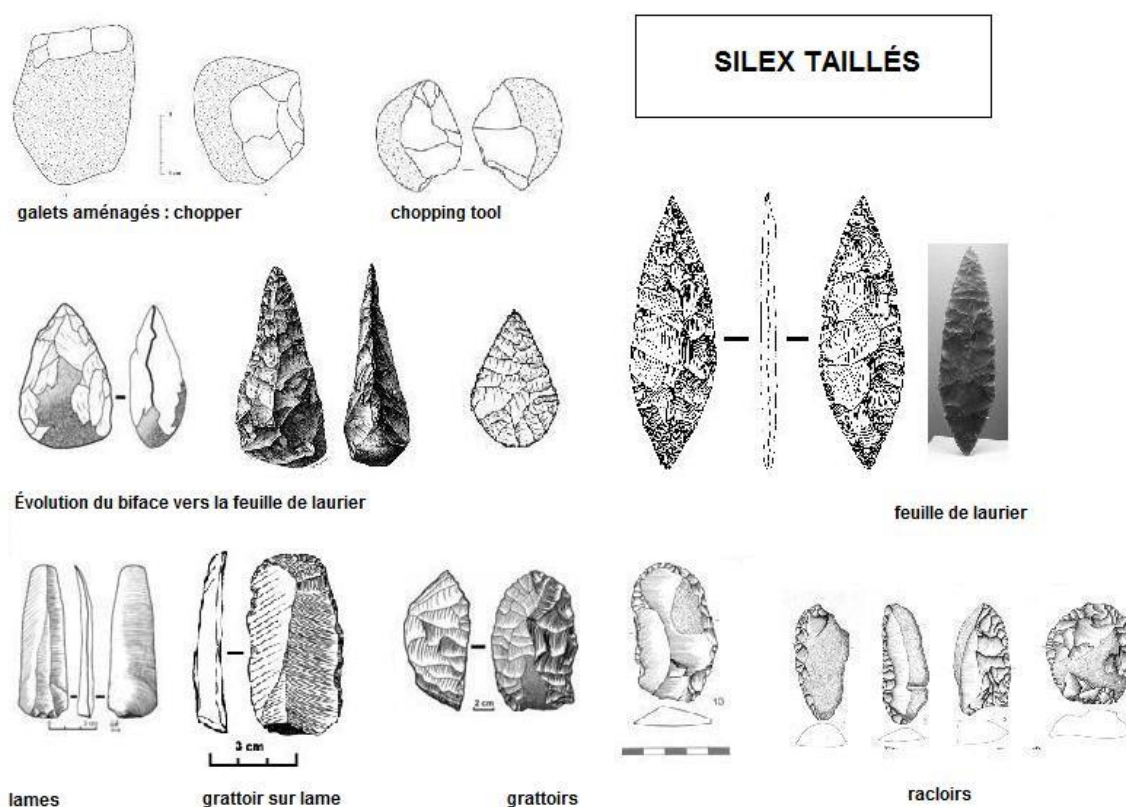 SILEX TAILLÉS
galets aménagés : chopper
chopping tool
Évolution du biface vers la feuille de laurier
feuille de laurier
2 cm
10
3 cm
lames
grattoir sur lame
grattoirs
racloirs